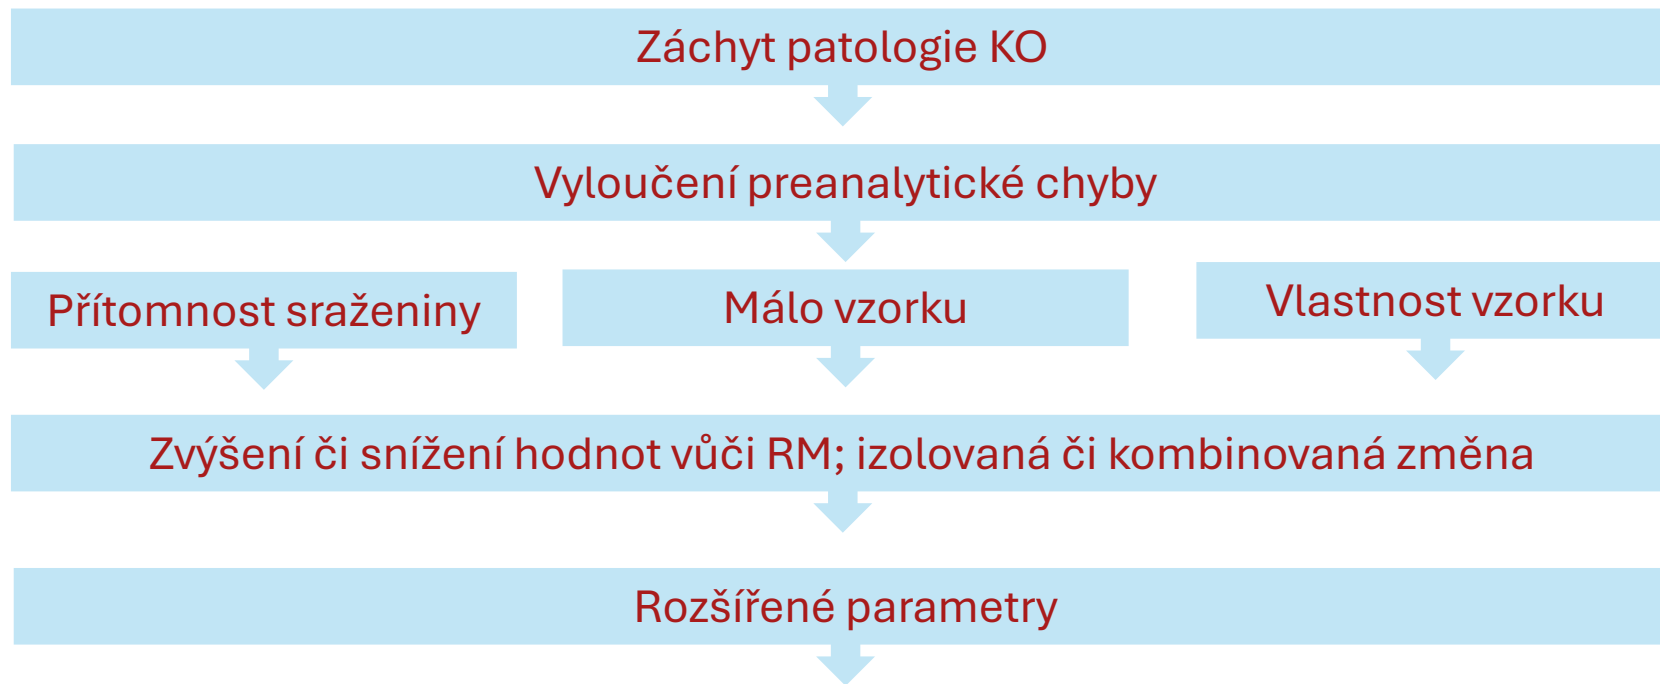 Záchyt patologie KO
Vyloučení preanalytické chyby
Přítomnost sraženiny
Málo vzorku
Vlastnost vzorku
Zvýšení či snížení hodnot vůči RM; izolovaná či kombinovaná změna
Rozšířené parametry